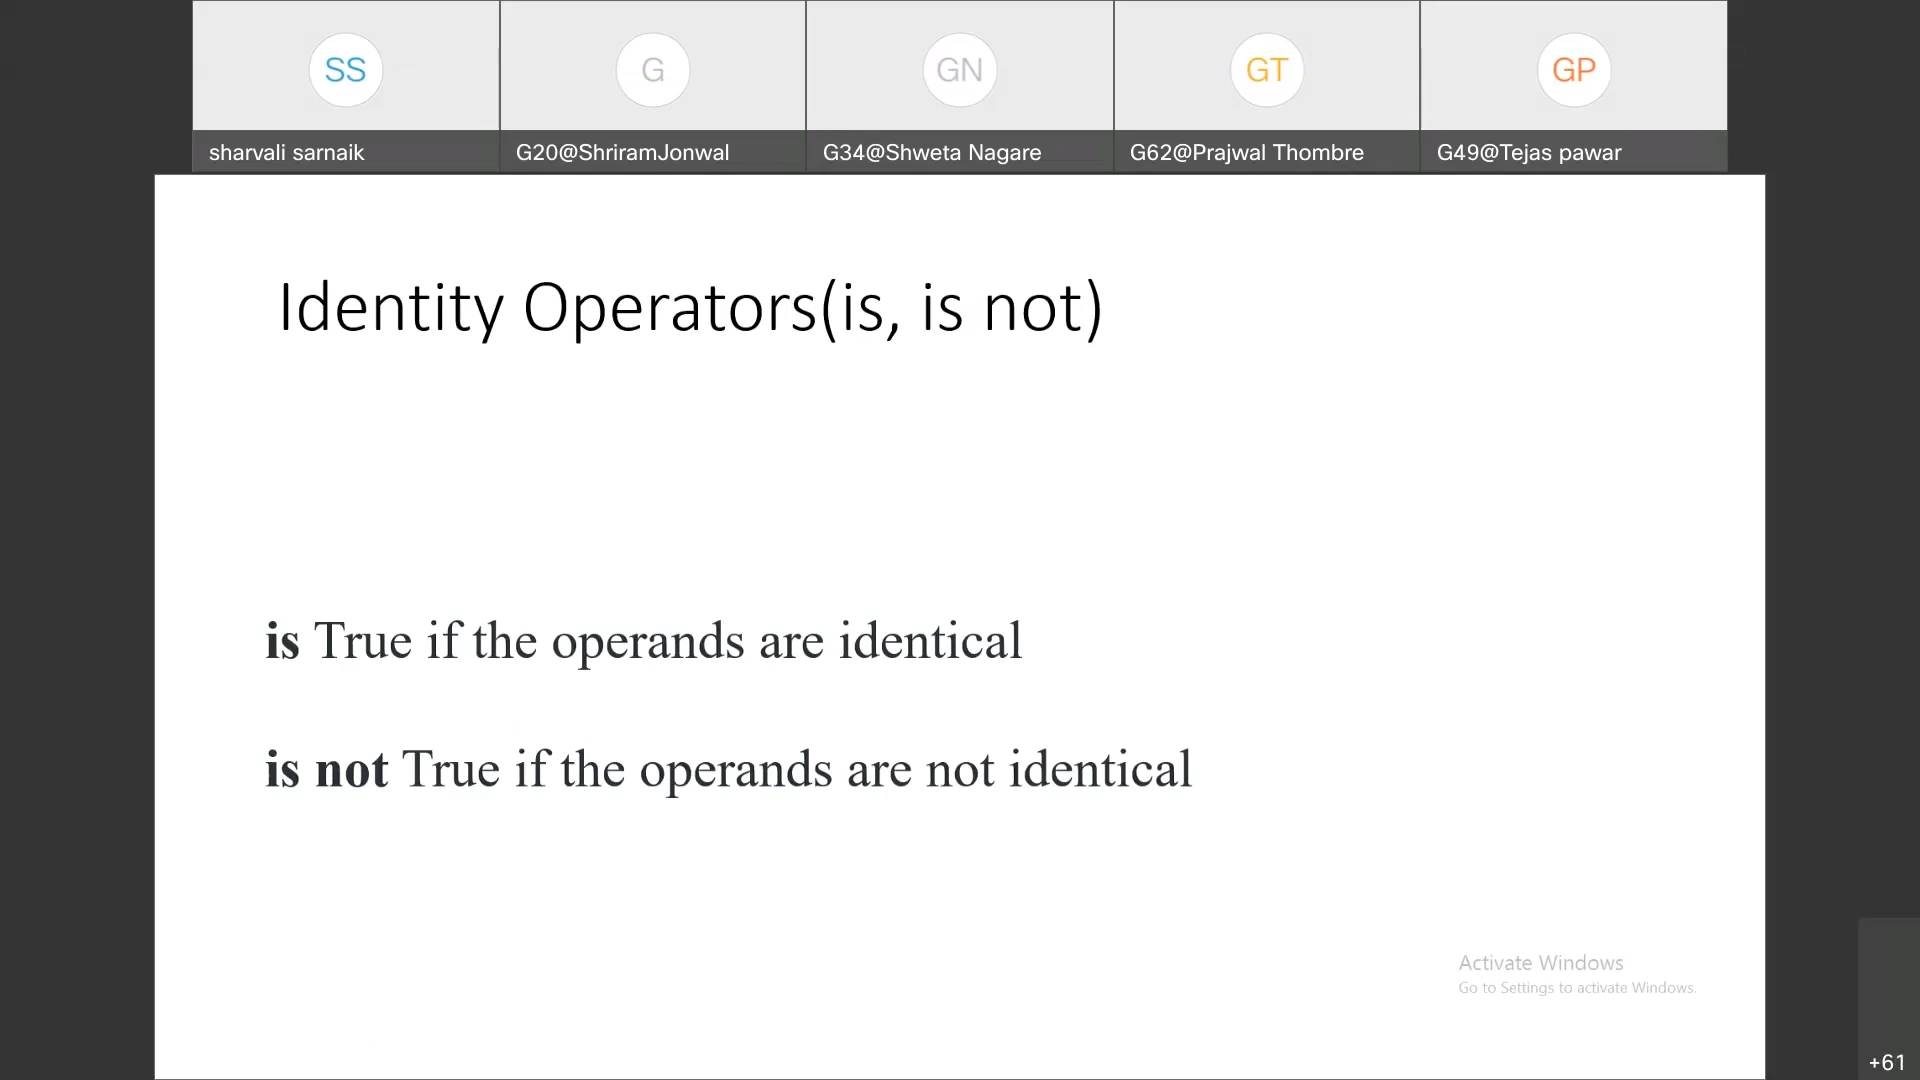 SS
G
GN
GT
GP
sharvali sarnaik
G20@ShriramJonwal
G34@Shweta Nagare
G62@Prajwal Thombre
G49@Tejas pawar
Identity Operators(is, is not)
is True if the operands are identical
is not True if the operands are not identical
Activate Windows
Go to Settings to activate Windows.
+61